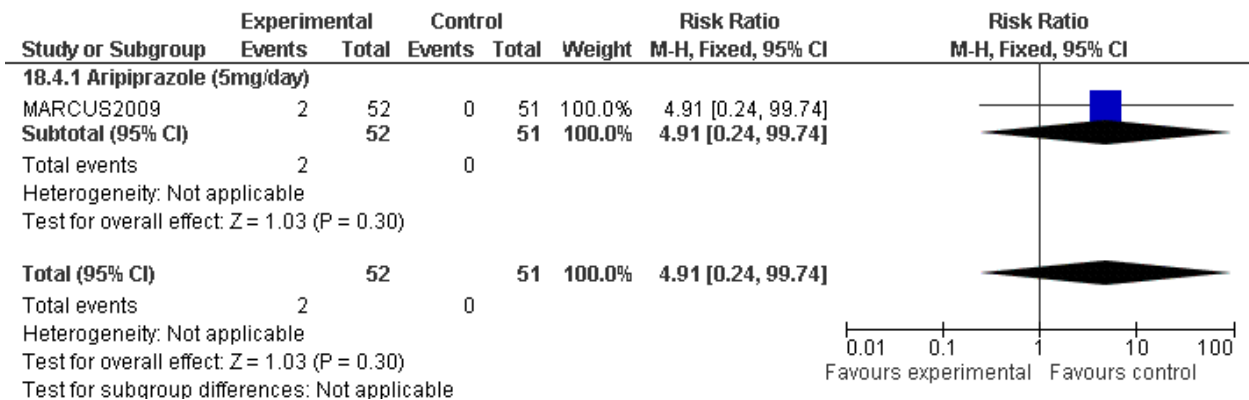 Experimental Control Risk Ratio Risk Ratio
Study or Subgroup Events Total Events Total Weight M-H, Fixed, 95% CI M-H, Fixed, 95% CI
18.4.1 Aripiprazole (5mg/day)
MARCUS2009 2 52 0 51 100.0% 4.91 [0.24, 99.74]
Subtotal (95% CI) 52 51 100.0% 4.91 [0.24, 99.74]
Total events 2 0
Heterogeneity: Not applicable
Test for overall effect: Z = 1.03 (P = 0.30)
Total (95% CI) 52 51 100.0% 4.91 [0.24, 99.74]
Total events 2 0
Heterogeneity: Not applicable
Test for overall effect: Z = 1.03 (P = 0.30)
Test for subgroup differences: Not applicable
0.01 0.1 1 10 100
Favours experimental Favours control